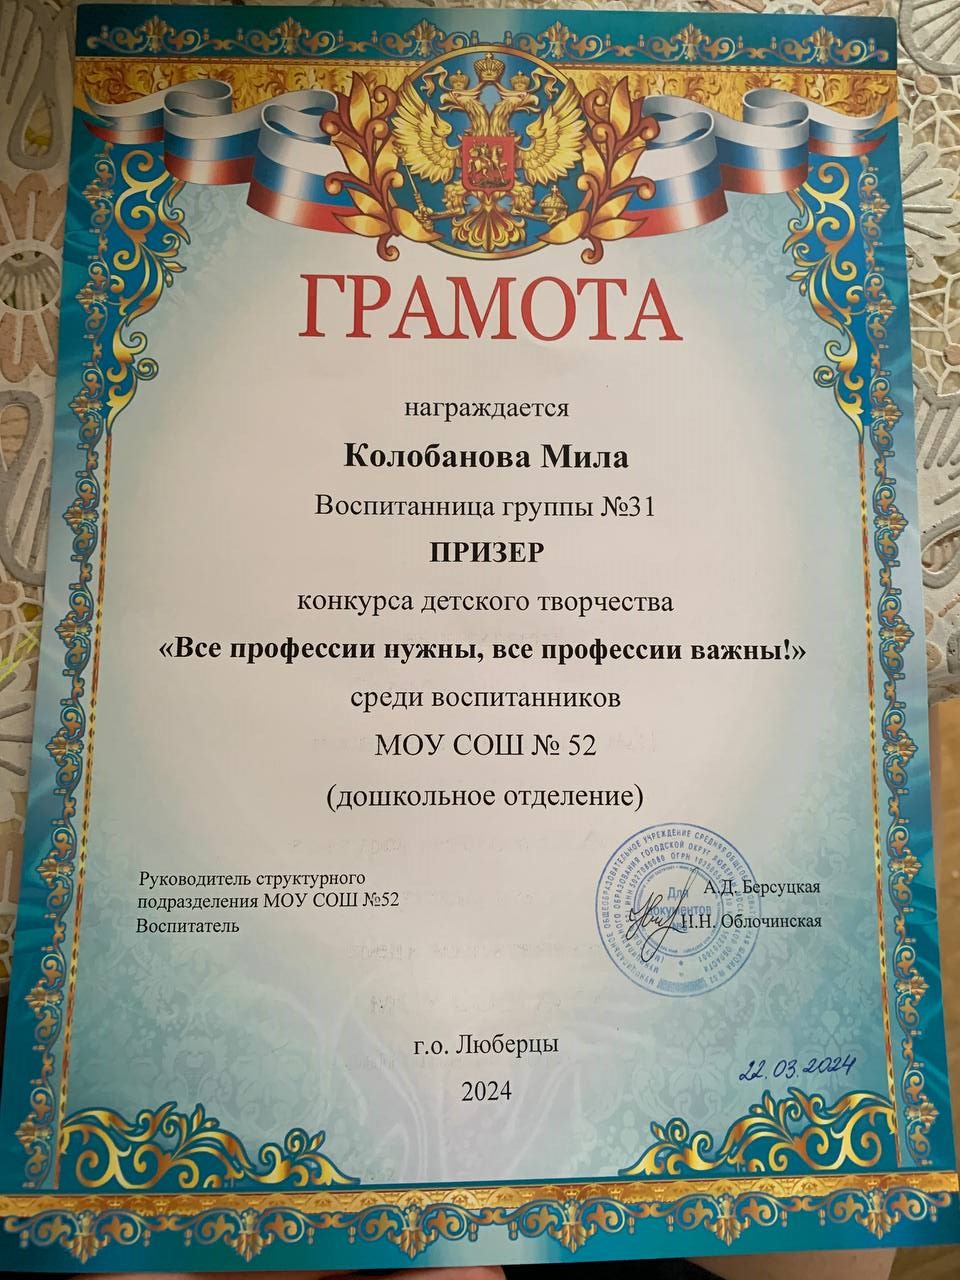 ГРАМОТА
награждается
Колобанова Мила
Воспитанница группы №31
ПРИЗЕР
конкурса детского творчества
«Все профессии нужны, все профессии важны!»
среди воспитанников
МОУ СОШ № 52
(дошкольное отделение)
Руководитель структурного
подразделения МОУ СОШ №52
А.Д. Берсуцкая
Воспитатель
Н.Н. Облочинская
Для
документов
г.о. Люберцы
2024
22.03.2024